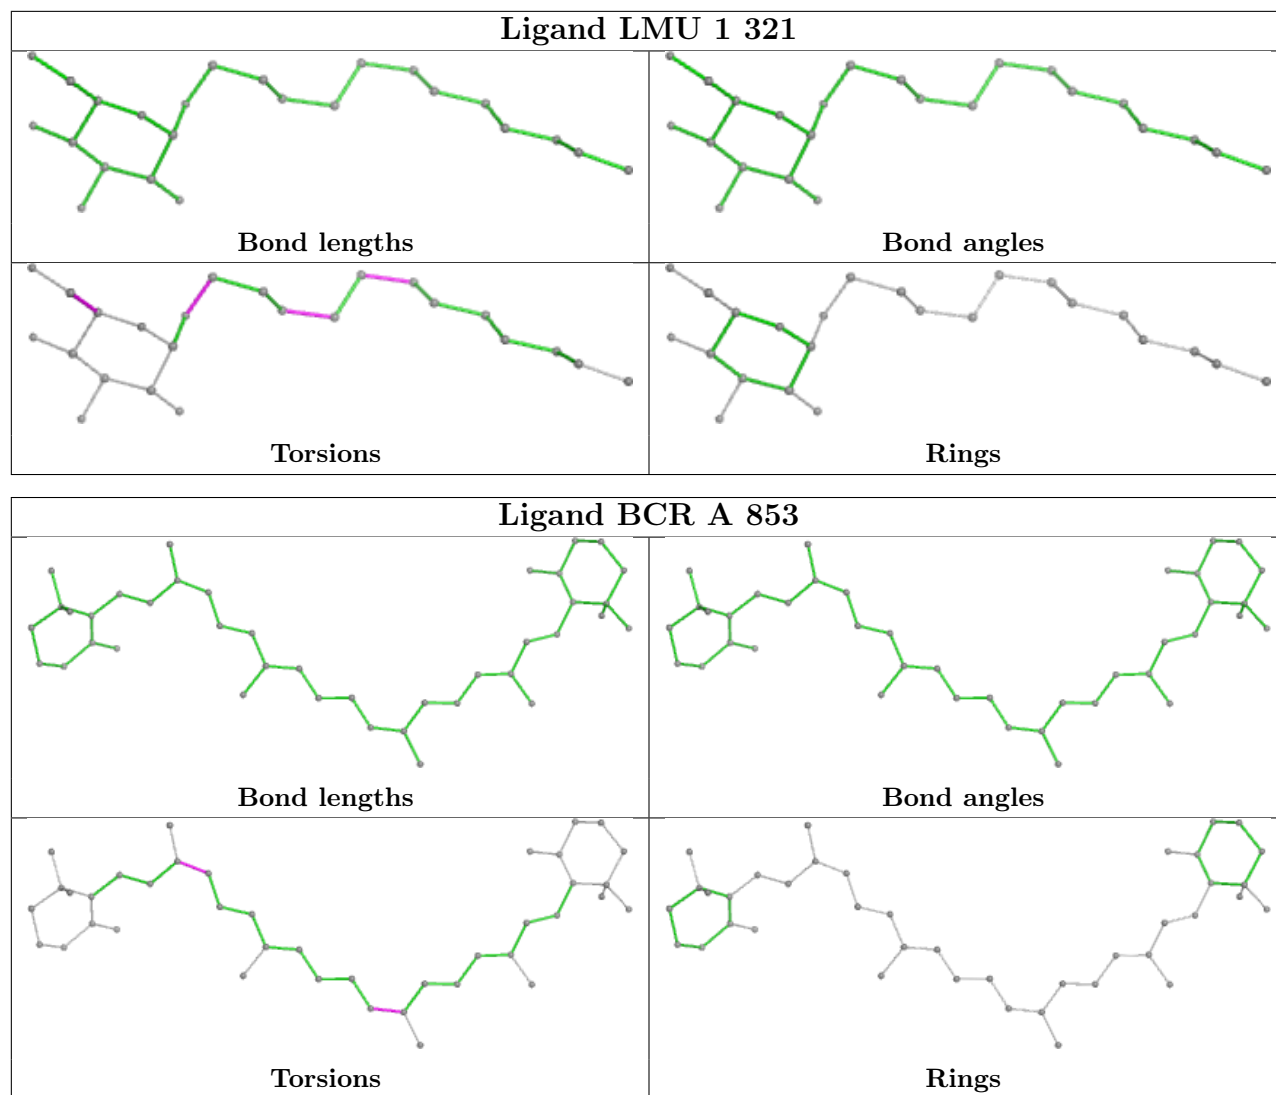 Ligand LMU 1 321
Bond lengths
Bond angles
Torsions
Rings
Ligand BCR A 853
Bond lengths
Bond angles
Torsions
Rings